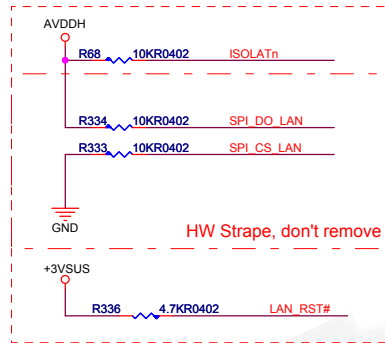 AVDDH
R68 10KR0402 ISOLATn
R334 10KR0402 SPI_DO_LAN
R333 10KR0402 SPI_CS_LAN
GND
HW Strape, don't remove
+3VSUS
R336 4.7KR0402 LAN_RST#